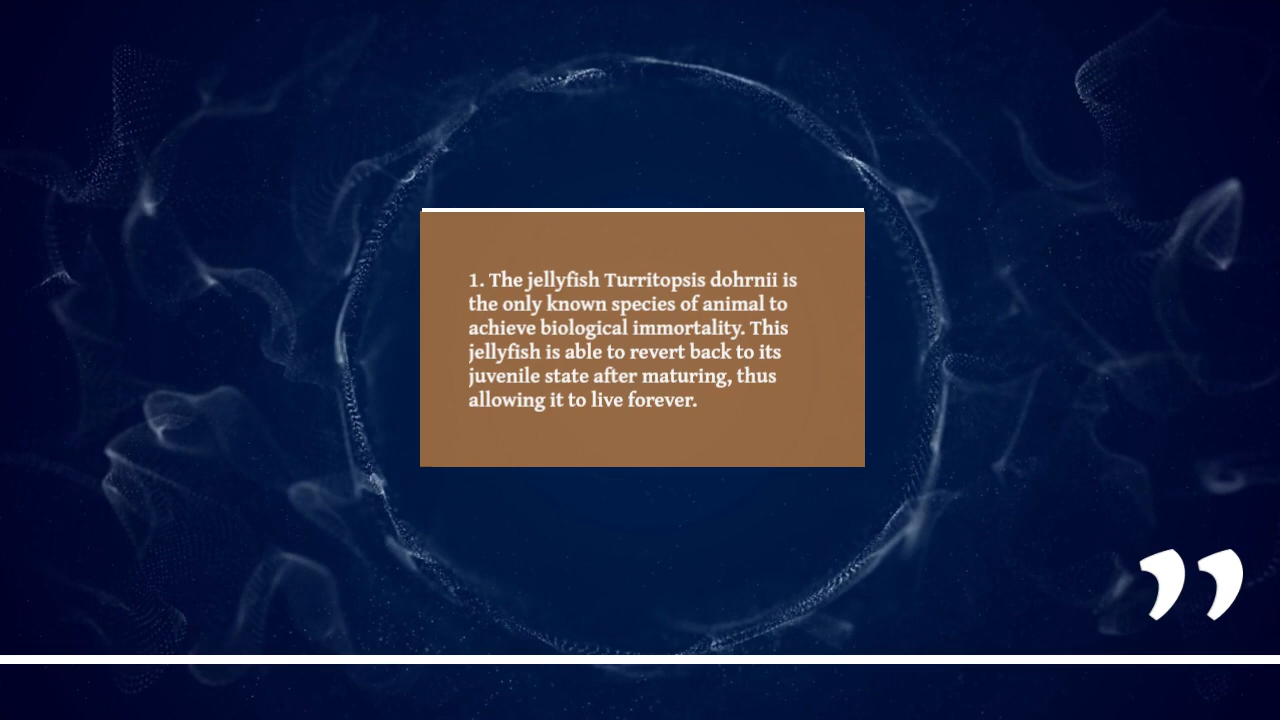 1. The jellyfish Turritopsis dohrnii is
the only known species of animal to
achieve biological immortality. This
jellyfish is able to revert back to its
juvenile state after maturing, thus
allowing it to live forever.
”